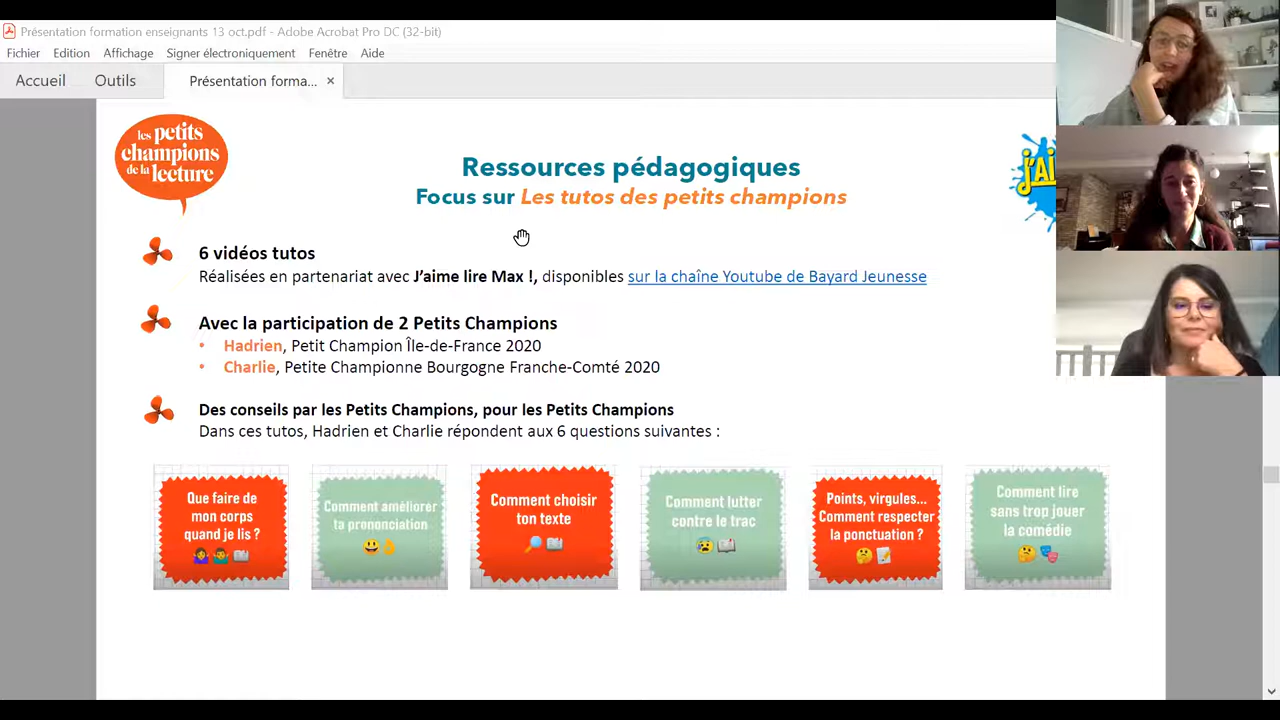 Présentation formation enseignants 13 oct.pdf - Adobe Acrobat Pro DC (32-bit)
Fichier Edition Affichage Signer électroniquement Fenêtre Aide
Accueil Outils Présentation forma... ×
les petits
champions
de la lecture
J'AI
Ressources pédagogiques
Focus sur Les tutos des petits champions
6 vidéos tutos
Réalisées en partenariat avec J’aime lire Max !, disponibles sur la chaîne Youtube de Bayard Jeunesse
Avec la participation de 2 Petits Champions
• Hadrien, Petit Champion Île-de-France 2020
• Charlie, Petite Championne Bourgogne Franche-Comté 2020
Des conseils par les Petits Champions, pour les Petits Champions
Dans ces tutos, Hadrien et Charlie répondent aux 6 questions suivantes :
Que faire de
mon corps
quand je lis ?
Comment améliorer
ta prononciation
Comment choisir
ton texte
Comment lutter
contre le trac
Points, virgules...
Comment respecter
la ponctuation ?
Comment lire
sans trop jouer
la comédie